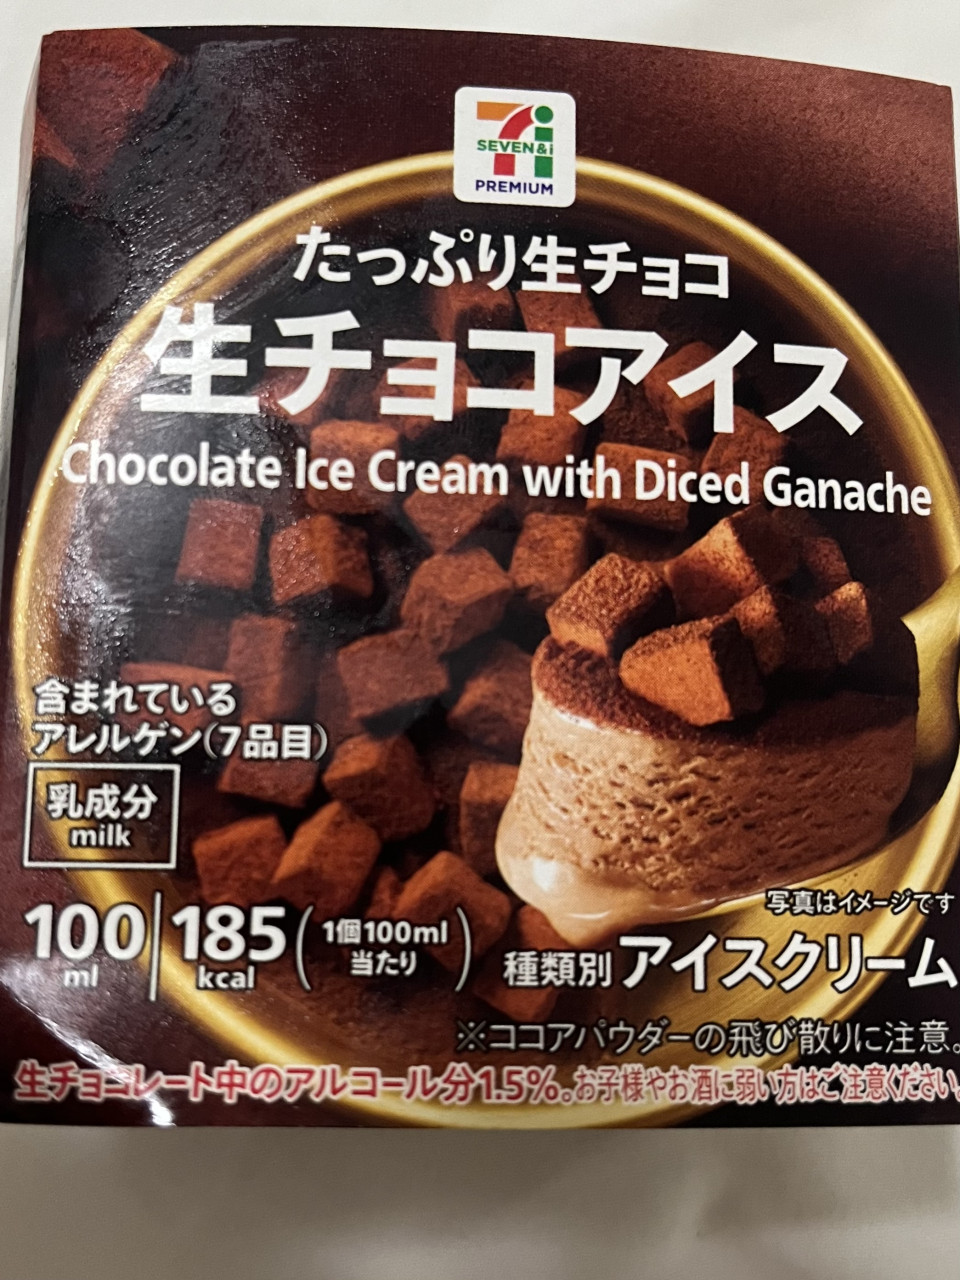 SEVEN&i
PREMIUM
たっぷり生チョコ
生チョコアイス
Chocolate Ice Cream with Diced Ganache
含まれている
アレルゲン(7品目)
乳成分
milk
写真はイメージです
100 ml | 185 kcal (1個100ml当たり)
種類別 アイスクリーム
※ココアパウダーの飛び散りに注意。
生チョコレート中のアルコール分1.5%。お子様やお酒に弱い方はご注意ください。